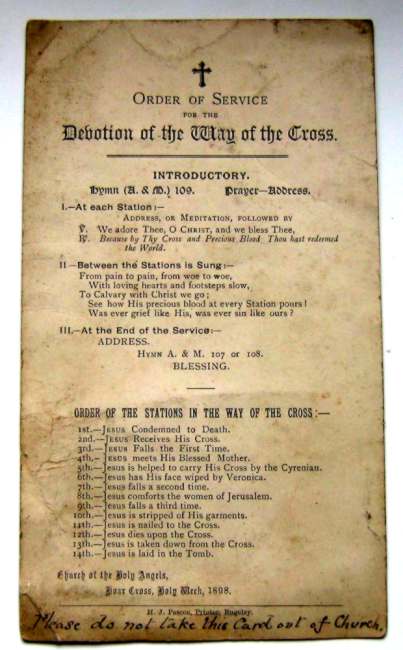 ORDER OF SERVICE
FOR THE
Devotion of the Way of the Cross.
INTRODUCTORY.
Hymn (A. & M.) 109. Prayer—Address.
I.—At each Station:—
ADDRESS, OR MEDITATION, FOLLOWED BY
℣. We adore Thee, O CHRIST, and we bless Thee,
℟. Because by Thy Cross and Precious Blood Thou hast redeemed
the World.
II—Between the Stations is Sung:—
From pain to pain, from woe to woe,
With loving hearts and footsteps slow,
To Calvary with Christ we go;
See how His precious blood at every Station pours!
Was ever grief like His, was ever sin like ours?
III.—At the End of the Service:—
ADDRESS.
HYMN A. & M. 107 or 108.
BLESSING.
ORDER OF THE STATIONS IN THE WAY OF THE CROSS:—
1st.—JESUS Condemned to Death.
2nd.—JESUS Receives His Cross.
3rd.—JESUS Falls the First Time.
4th.—JESUS meets His Blessed Mother.
5th.—Jesus is helped to carry His Cross by the Cyrenian.
6th.—Jesus has His face wiped by Veronica.
7th.—Jesus falls a second time.
8th.—Jesus comforts the women of Jerusalem.
9th.—Jesus falls a third time.
10th.—Jesus is stripped of His garments.
11th.—Jesus is nailed to the Cross.
12th.—Jesus dies upon the Cross.
13th.—Jesus is taken down from the Cross.
14th.—Jesus is laid in the Tomb.
Church of the Holy Angels,
Hoar Cross, Holy Week, 1898.
H. J. Pascoe, Printer, Rugeley.
Please do not take this Card out of Church.